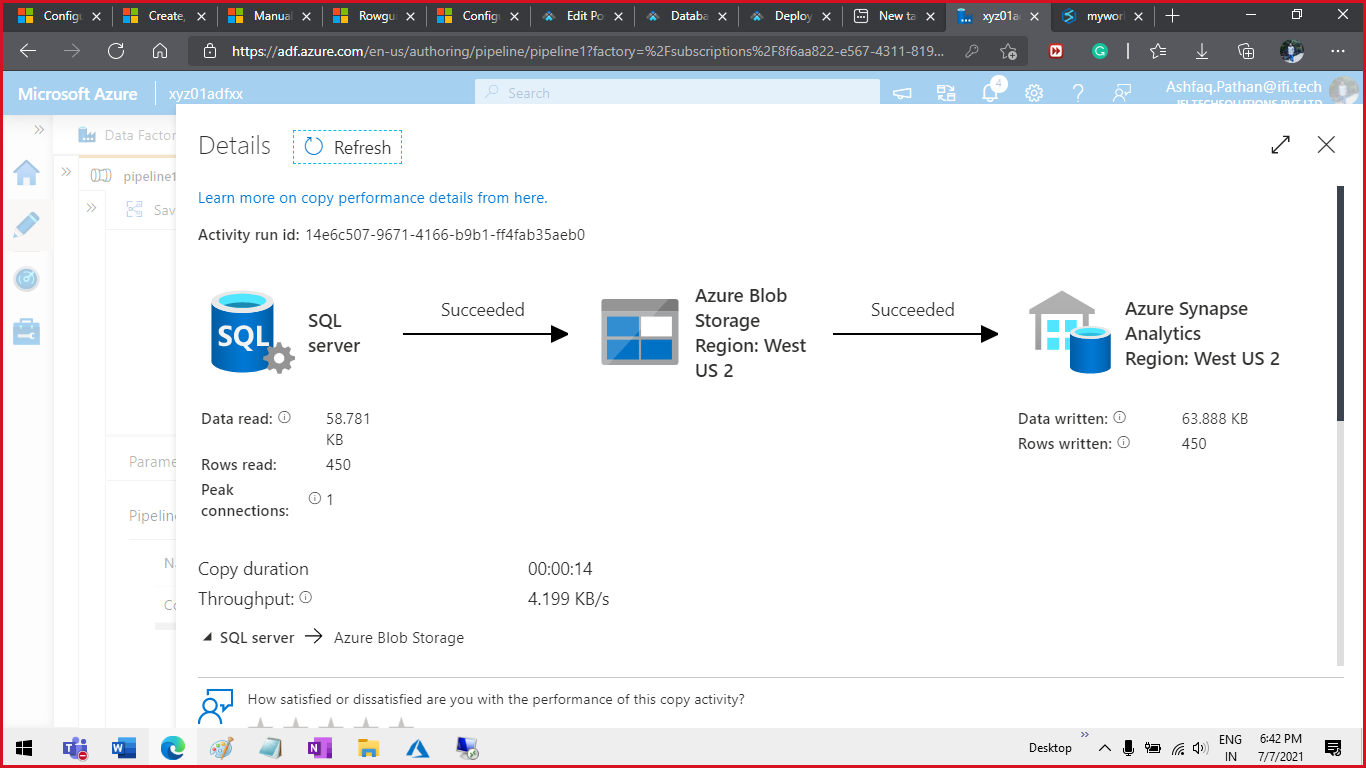 Config
Create,
Manual
Rowgu
Config
Edit Po
Databa
Deploy
New ta
xyz01a
mywor
https://adf.azure.com/en-us/authoring/pipeline/pipeline1?factory=%2Fsubscriptions%2F8f6aa822-e567-4311-819...
Microsoft Azure
xyz01adfxx
Search
4
Ashfaq.Pathan@ifi.tech
IFI TECHSOLUTIONS PVT LTD
Data Factor
pipeline1
Sav
Parame
Pipeline
Na
Co
Details
Refresh
Learn more on copy performance details from here.
Activity run id: 14e6c507-9671-4166-b9b1-ff4fab35aeb0
SQL
SQL
server
Succeeded
Azure Blob
Storage
Region: West
US 2
Succeeded
Azure Synapse
Analytics
Region: West US 2
Data read: 58.781
KB
Rows read: 450
Peak
connections: 1
Data written: 63.888 KB
Rows written: 450
Copy duration 00:00:14
Throughput: 4.199 KB/s
SQL server → Azure Blob Storage
How satisfied or dissatisfied are you with the performance of this copy activity?
Desktop
ENG
IN
6:42 PM
7/7/2021